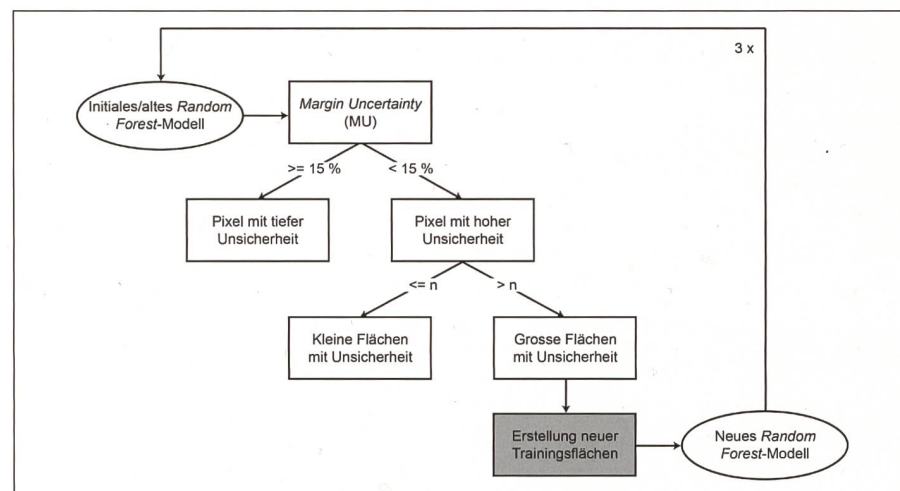 3 x
Initiales/altes Random
Forest-Modell
Margin Uncertainty
(MU)
>= 15 %
< 15 %
Pixel mit tiefer
Unsicherheit
Pixel mit hoher
Unsicherheit
<= n
> n
Kleine Flächen
mit Unsicherheit
Grosse Flächen
mit Unsicherheit
Erstellung neuer
Trainingsflächen
Neues Random
Forest-Modell